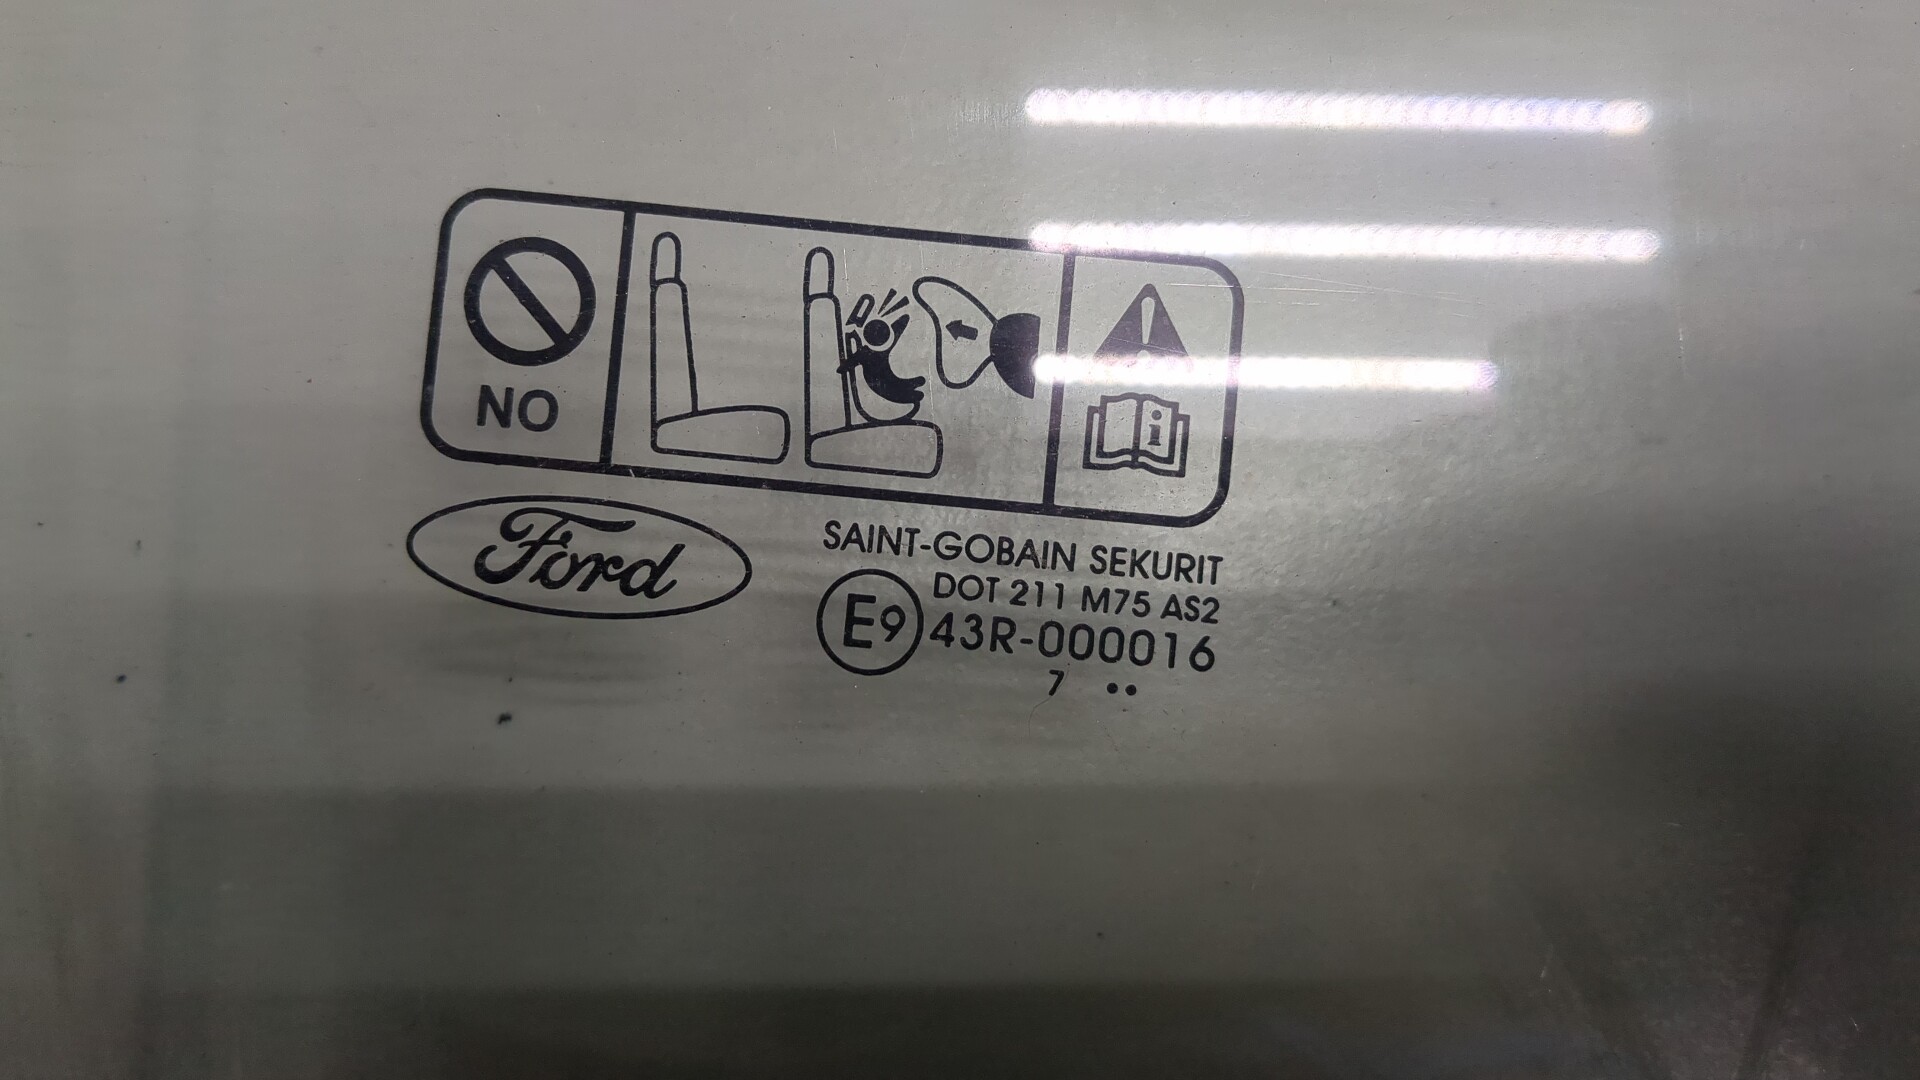 NO
i
Ford
SAINT-GOBAIN SEKURIT
DOT 211 M75 AS2
E9 43R-000016
7 ••